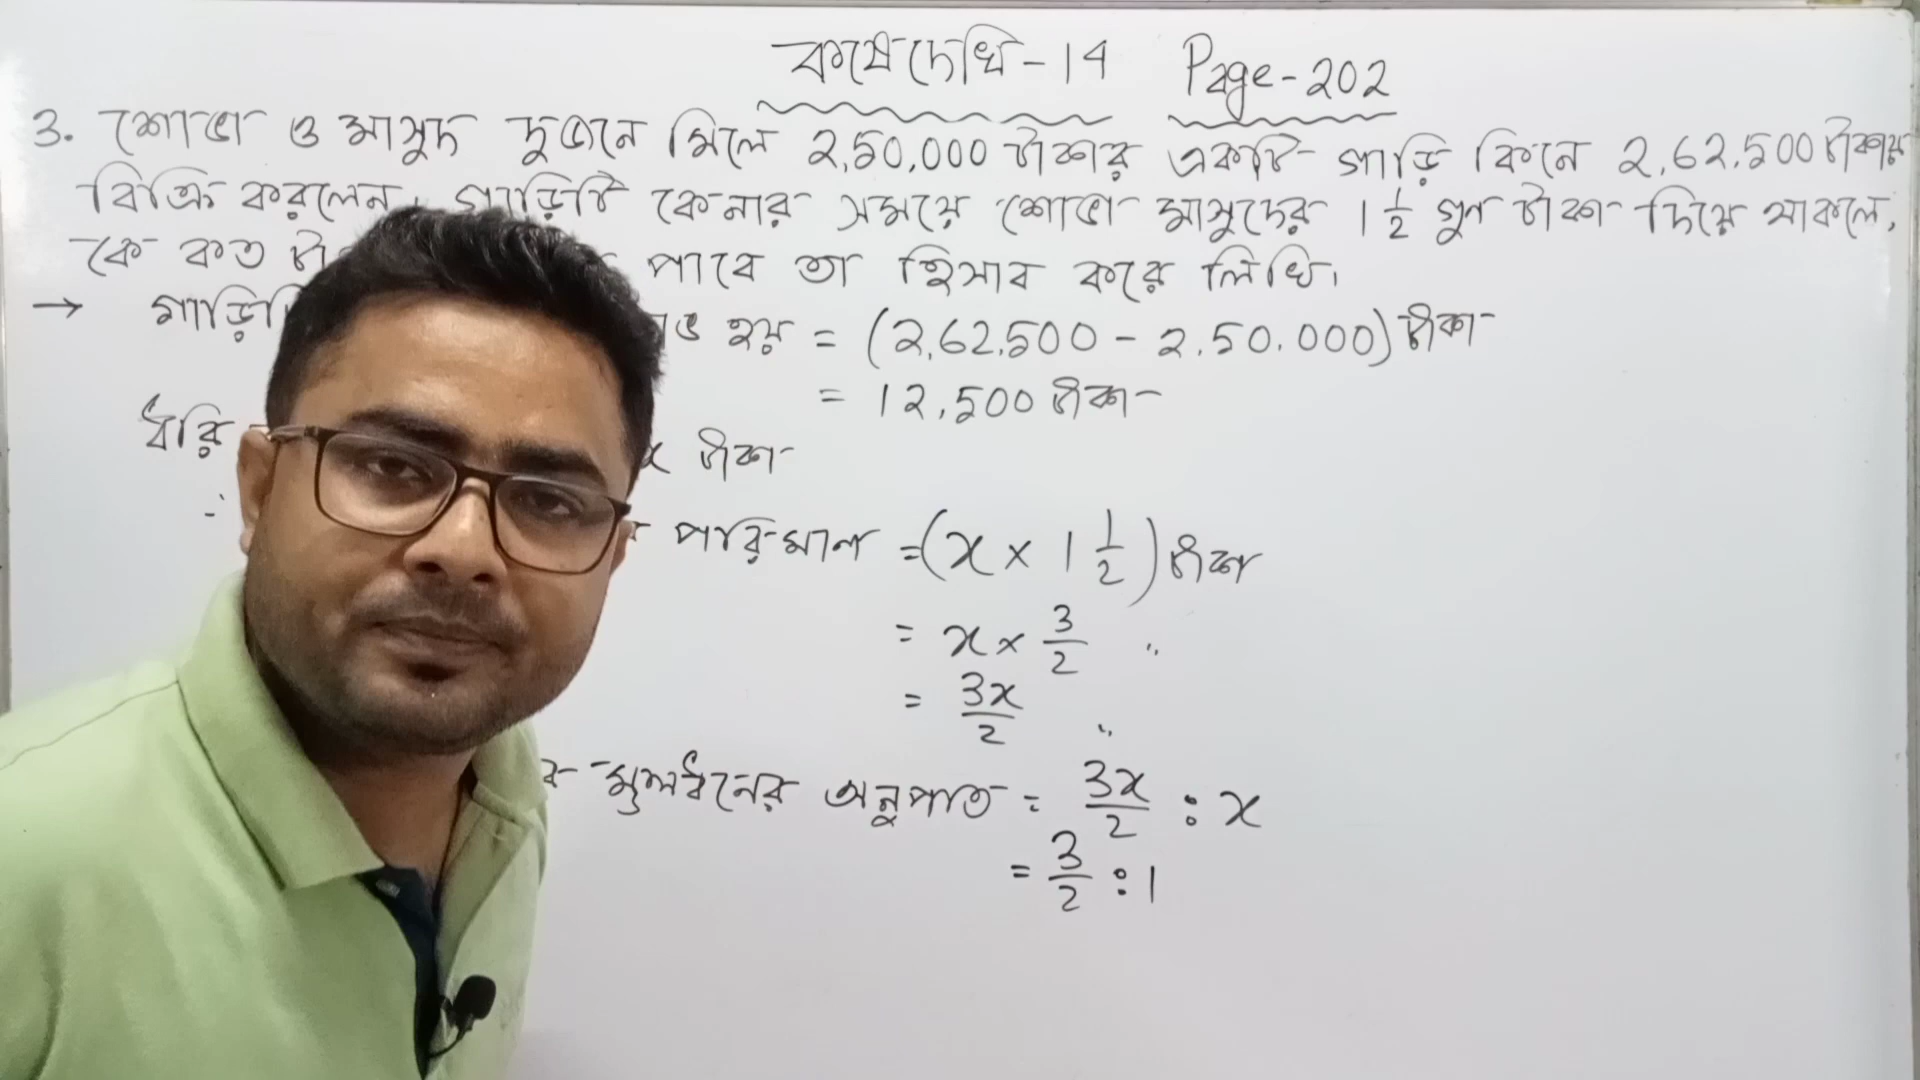 কষে দেখি - 14 Page - 202
3. শোভা ও মাসুদ দুজনে মিলে 2,50,000 টাকার একটি গাড়ি কিনে 2,62,500 টাকায়
বিক্রি করলেন। গাড়িটি কেনার সময়ে শোভা মাসুদের 1 1/2 গুণ টাকা দিয়ে থাকলে,
কে কত পাবে তা হিসাব করে লিখি।
→ হয় = (2,62,500 - 2,50,000) টাকা
= 12,500 টাকা
ধরি x টাকা
∴ পরিমাণ = (x × 1 1/2) টাকা
= x × 3/2 "
= 3x/2 "
মুলধনের অনুপাত = 3x/2 : x
= 3/2 : 1